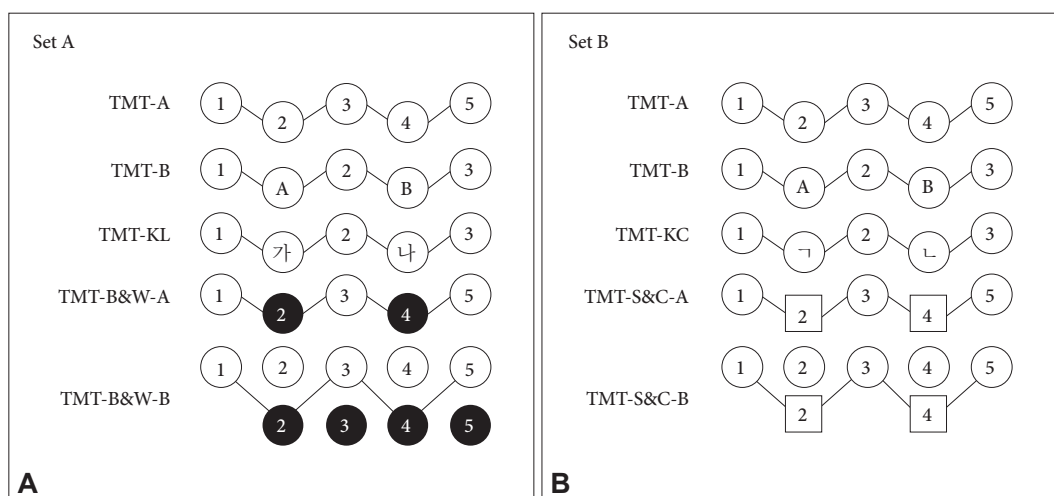 Set A
TMT-A 1 2 3 4 5
TMT-B 1 A 2 B 3
TMT-KL 1 가 2 나 3
TMT-B&W-A 1 2 3 4 5
1 2 3 4 5
TMT-B&W-B
2 3 4 5
A
Set B
TMT-A 1 2 3 4 5
TMT-B 1 A 2 B 3
TMT-KC 1 ㄱ 2 ㄴ 3
TMT-S&C-A 1 2 3 4 5
1 2 3 4 5
TMT-S&C-B
2 4
B